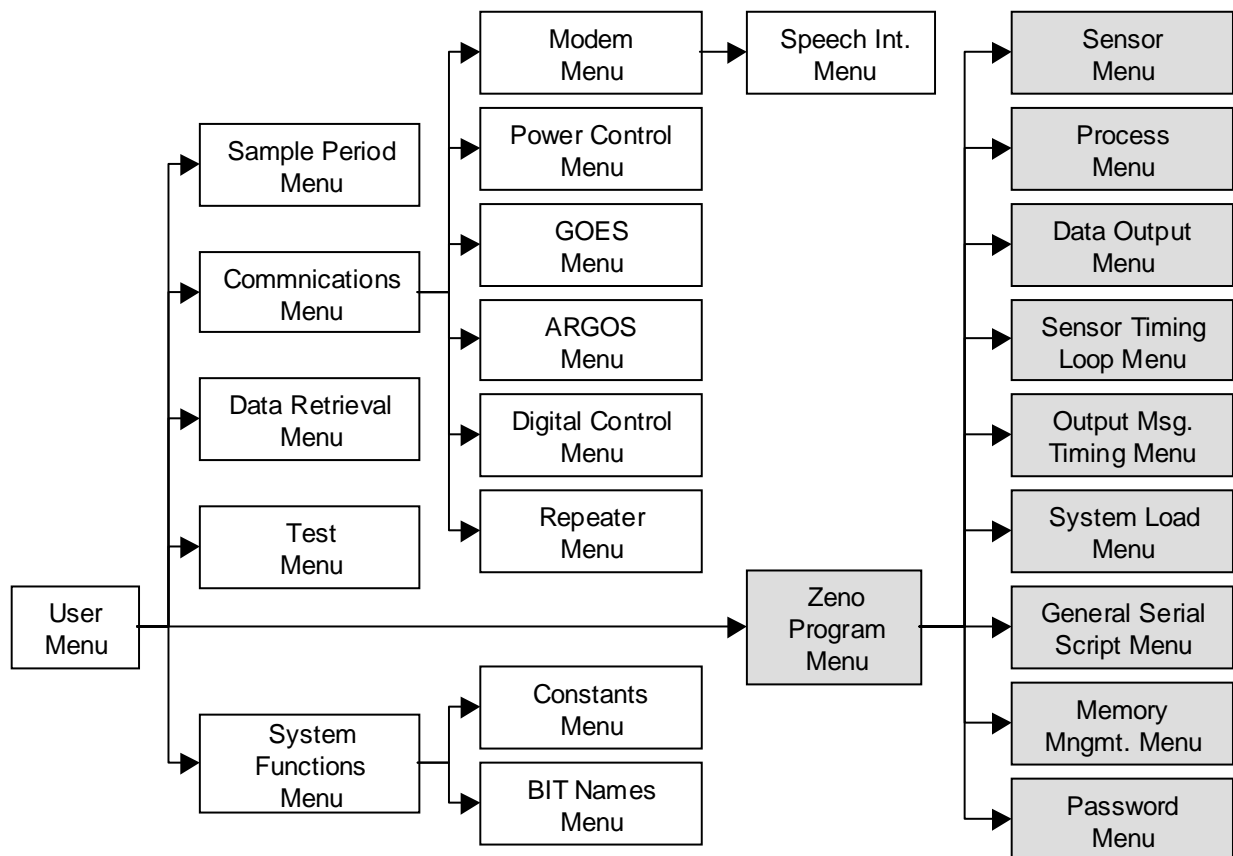 User
Menu
Sample Period
Menu
Commnications
Menu
Data Retrieval
Menu
Test
Menu
System
Functions
Menu
Modem
Menu
Power Control
Menu
GOES
Menu
ARGOS
Menu
Digital Control
Menu
Repeater
Menu
Constants
Menu
BIT Names
Menu
Speech Int.
Menu
Zeno
Program
Menu
Sensor
Menu
Process
Menu
Data Output
Menu
Sensor Timing
Loop Menu
Output Msg.
Timing Menu
System Load
Menu
General Serial
Script Menu
Memory
Mngmt. Menu
Password
Menu